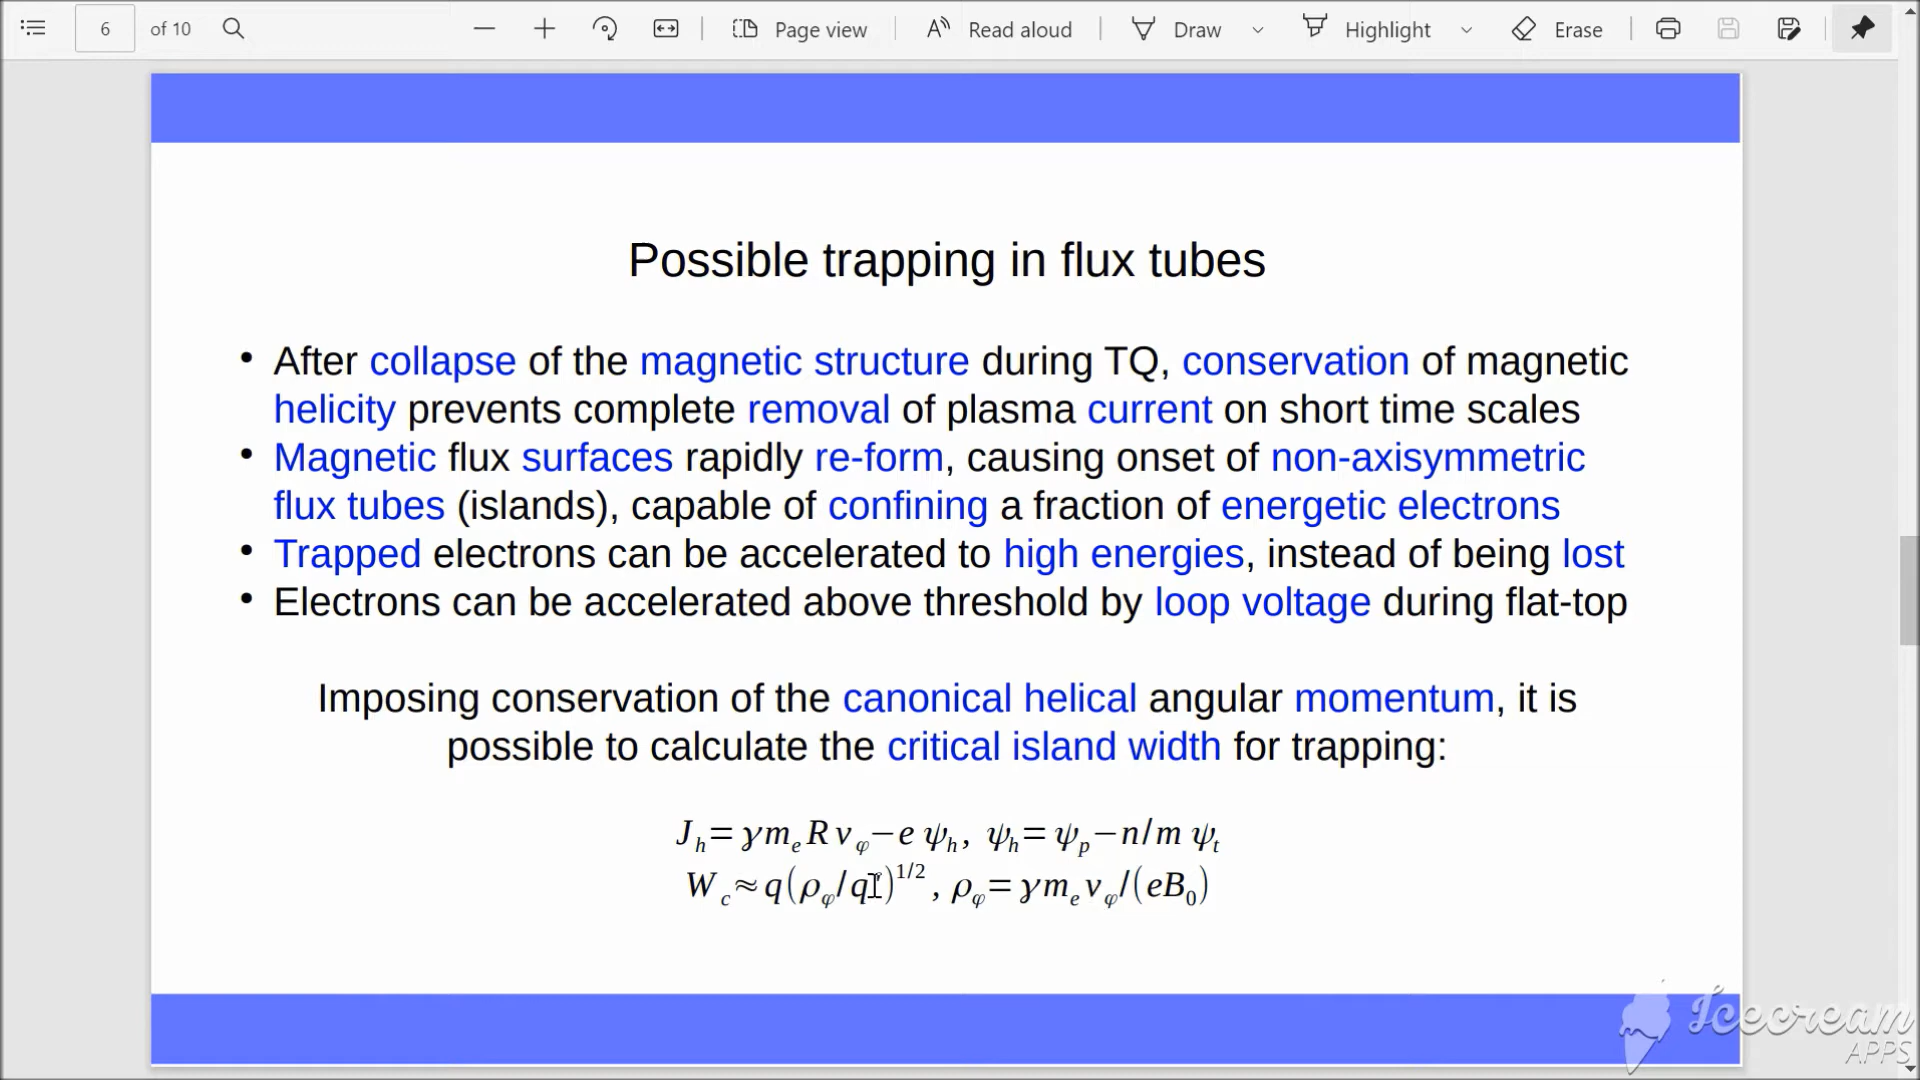 6 of 10 Page view Read aloud Draw Highlight Erase
Possible trapping in flux tubes
• After collapse of the magnetic structure during TQ, conservation of magnetic
helicity prevents complete removal of plasma current on short time scales
• Magnetic flux surfaces rapidly re-form, causing onset of non-axisymmetric
flux tubes (islands), capable of confining a fraction of energetic electrons
• Trapped electrons can be accelerated to high energies, instead of being lost
• Electrons can be accelerated above threshold by loop voltage during flat-top
Imposing conservation of the canonical helical angular momentum, it is
possible to calculate the critical island width for trapping:
J_h = γ m_e R v_φ − e ψ_h, ψ_h = ψ_p − n/m ψ_t
W_c ≈ q(ρ_φ/q')^{1/2}, ρ_φ = γ m_e v_φ/(eB_0)
Icecream
APPS